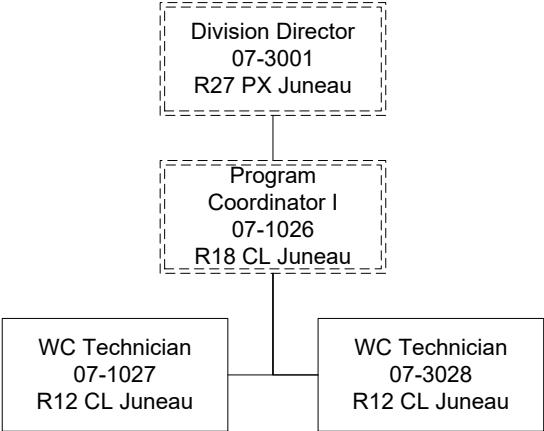 Division Director
07-3001
R27 PX Juneau
Program
Coordinator I
07-1026
R18 CL Juneau
WC Technician
07-1027
R12 CL Juneau
WC Technician
07-3028
R12 CL Juneau